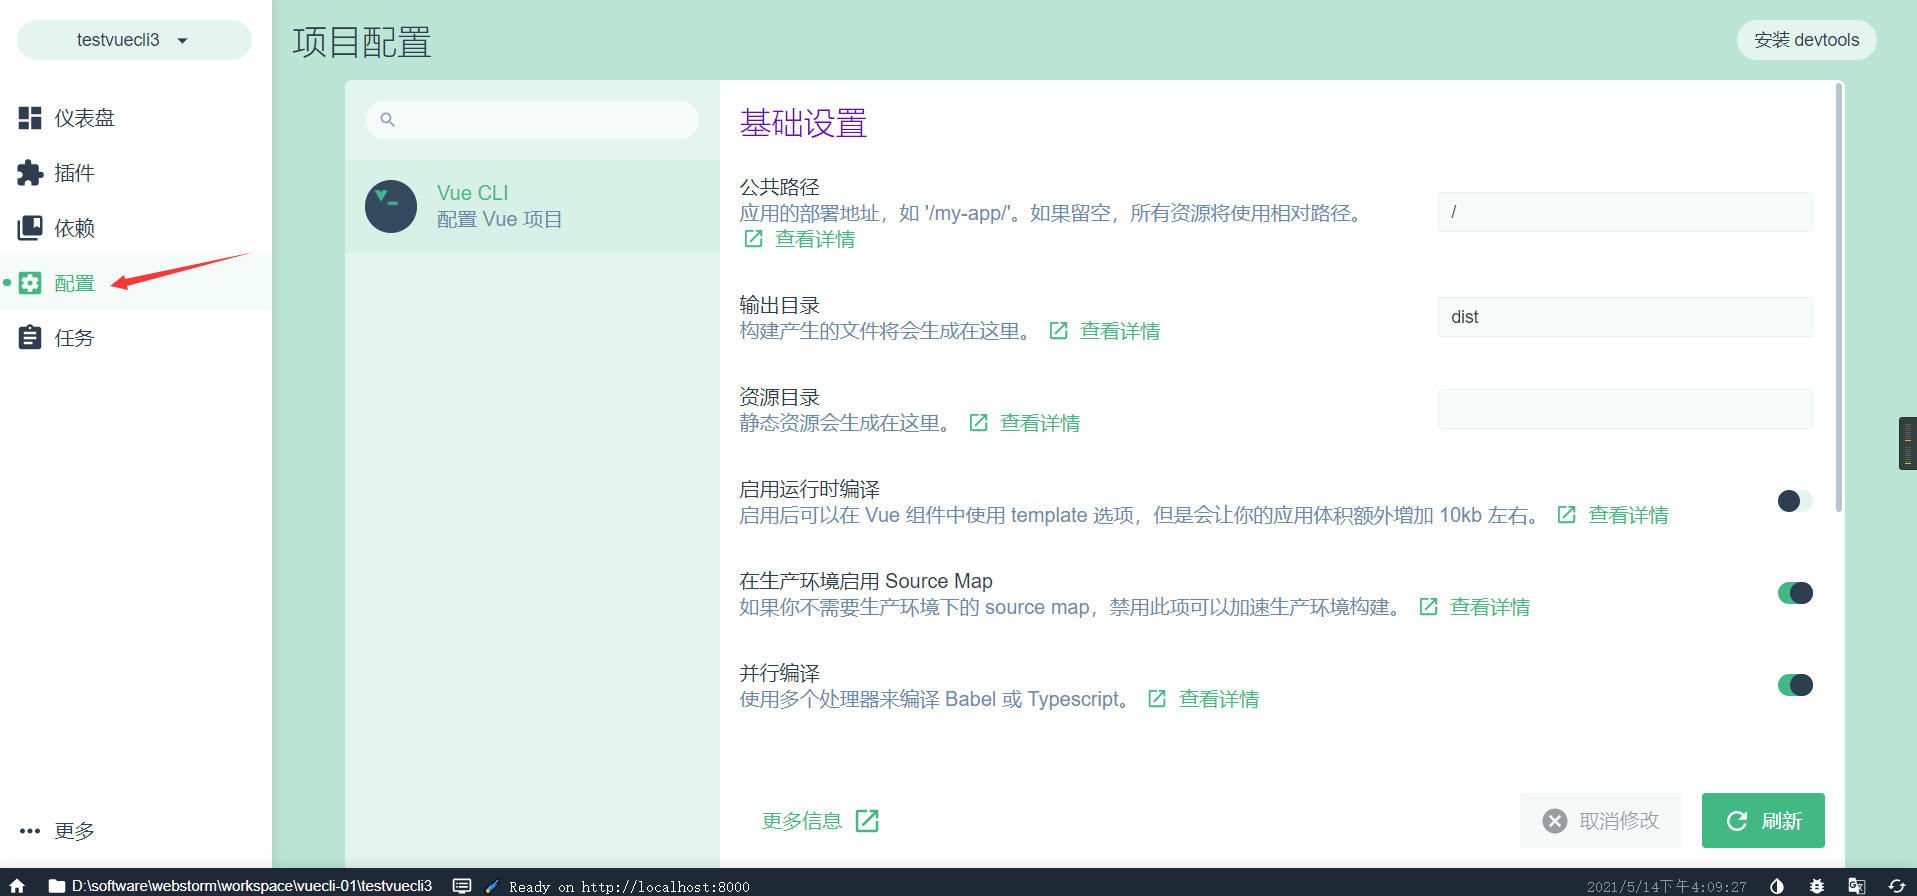 testvuecli3
项目配置
安装 devtools
仪表盘
插件
依赖
配置
任务
更多
Vue CLI
配置 Vue 项目
基础设置
公共路径
应用的部署地址，如 '/my-app/'。如果留空，所有资源将使用相对路径。
查看详情
/
输出目录
构建产生的文件将会生成在这里。 查看详情
dist
资源目录
静态资源会生成在这里。 查看详情
启用运行时编译
启用后可以在 Vue 组件中使用 template 选项，但是会让你的应用体积额外增加 10kb 左右。 查看详情
在生产环境启用 Source Map
如果你不需要生产环境下的 source map，禁用此项可以加速生产环境构建。 查看详情
并行编译
使用多个处理器来编译 Babel 或 Typescript。 查看详情
更多信息
取消修改
刷新
D:\software\webstorm\workspace\vuecli-01\testvuecli3
Ready on http://localhost:8000
2021/5/14下午4:09:27